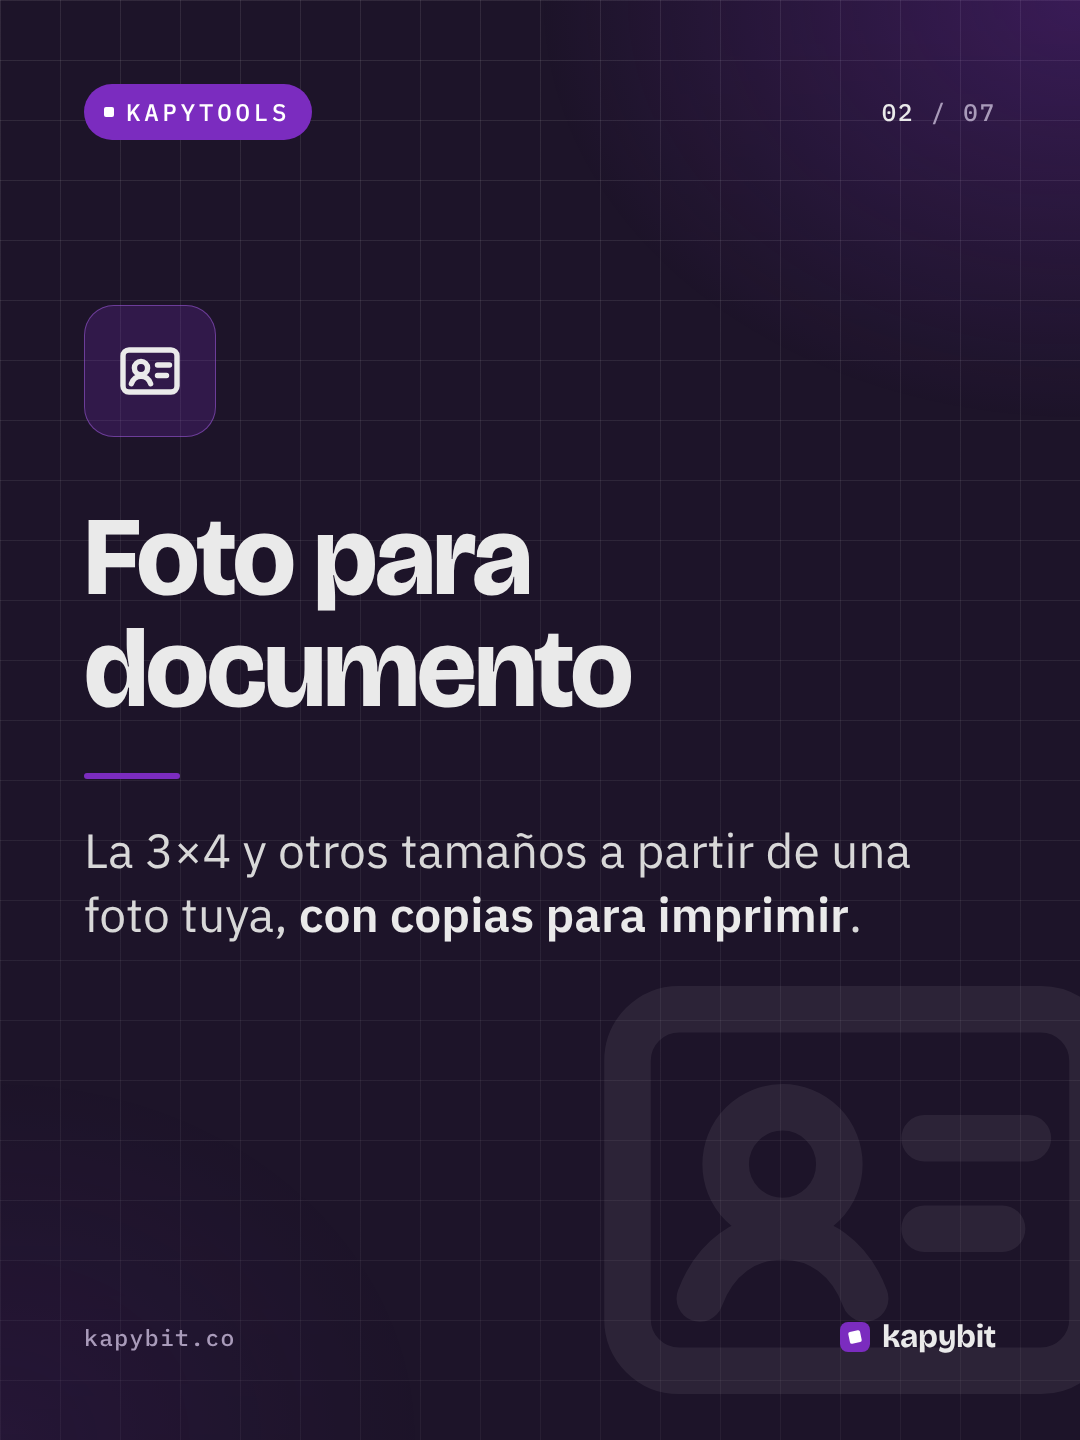 KAPYTOOLS
02 / 07
Foto para
documento
La 3×4 y otros tamaños a partir de una
foto tuya, con copias para imprimir.
kapybit.co
kapybit